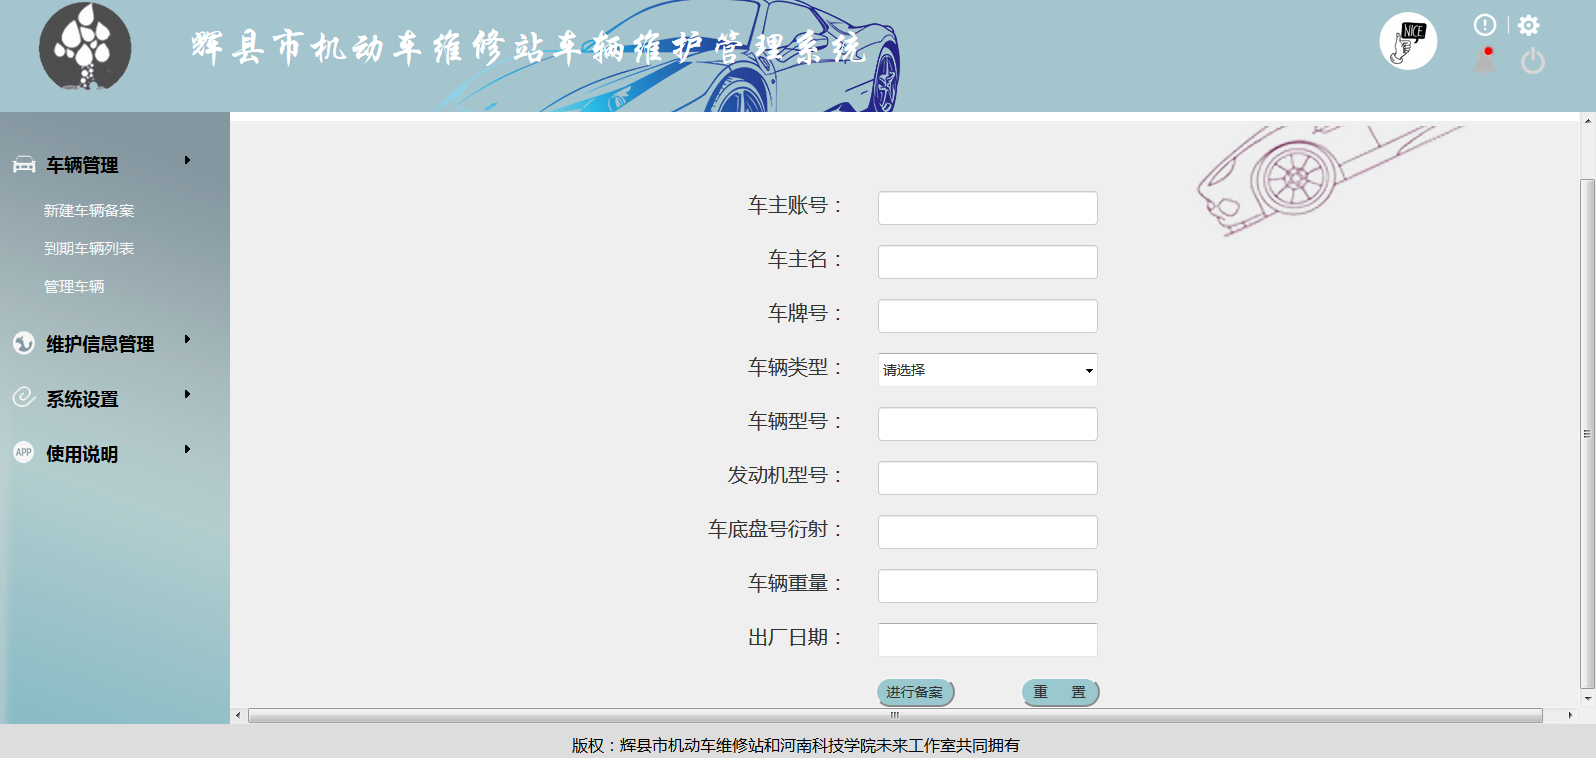 辉县市机动车维修站车辆维护管理系统
NICE
车辆管理
新建车辆备案
到期车辆列表
管理车辆
维护信息管理
系统设置
APP
使用说明
车主账号：
车主名：
车牌号：
车辆类型：
请选择
车辆型号：
发动机型号：
车底盘号衍射：
车辆重量：
出厂日期：
进行备案
重 置
版权：辉县市机动车维修站和河南科技学院未来工作室共同拥有